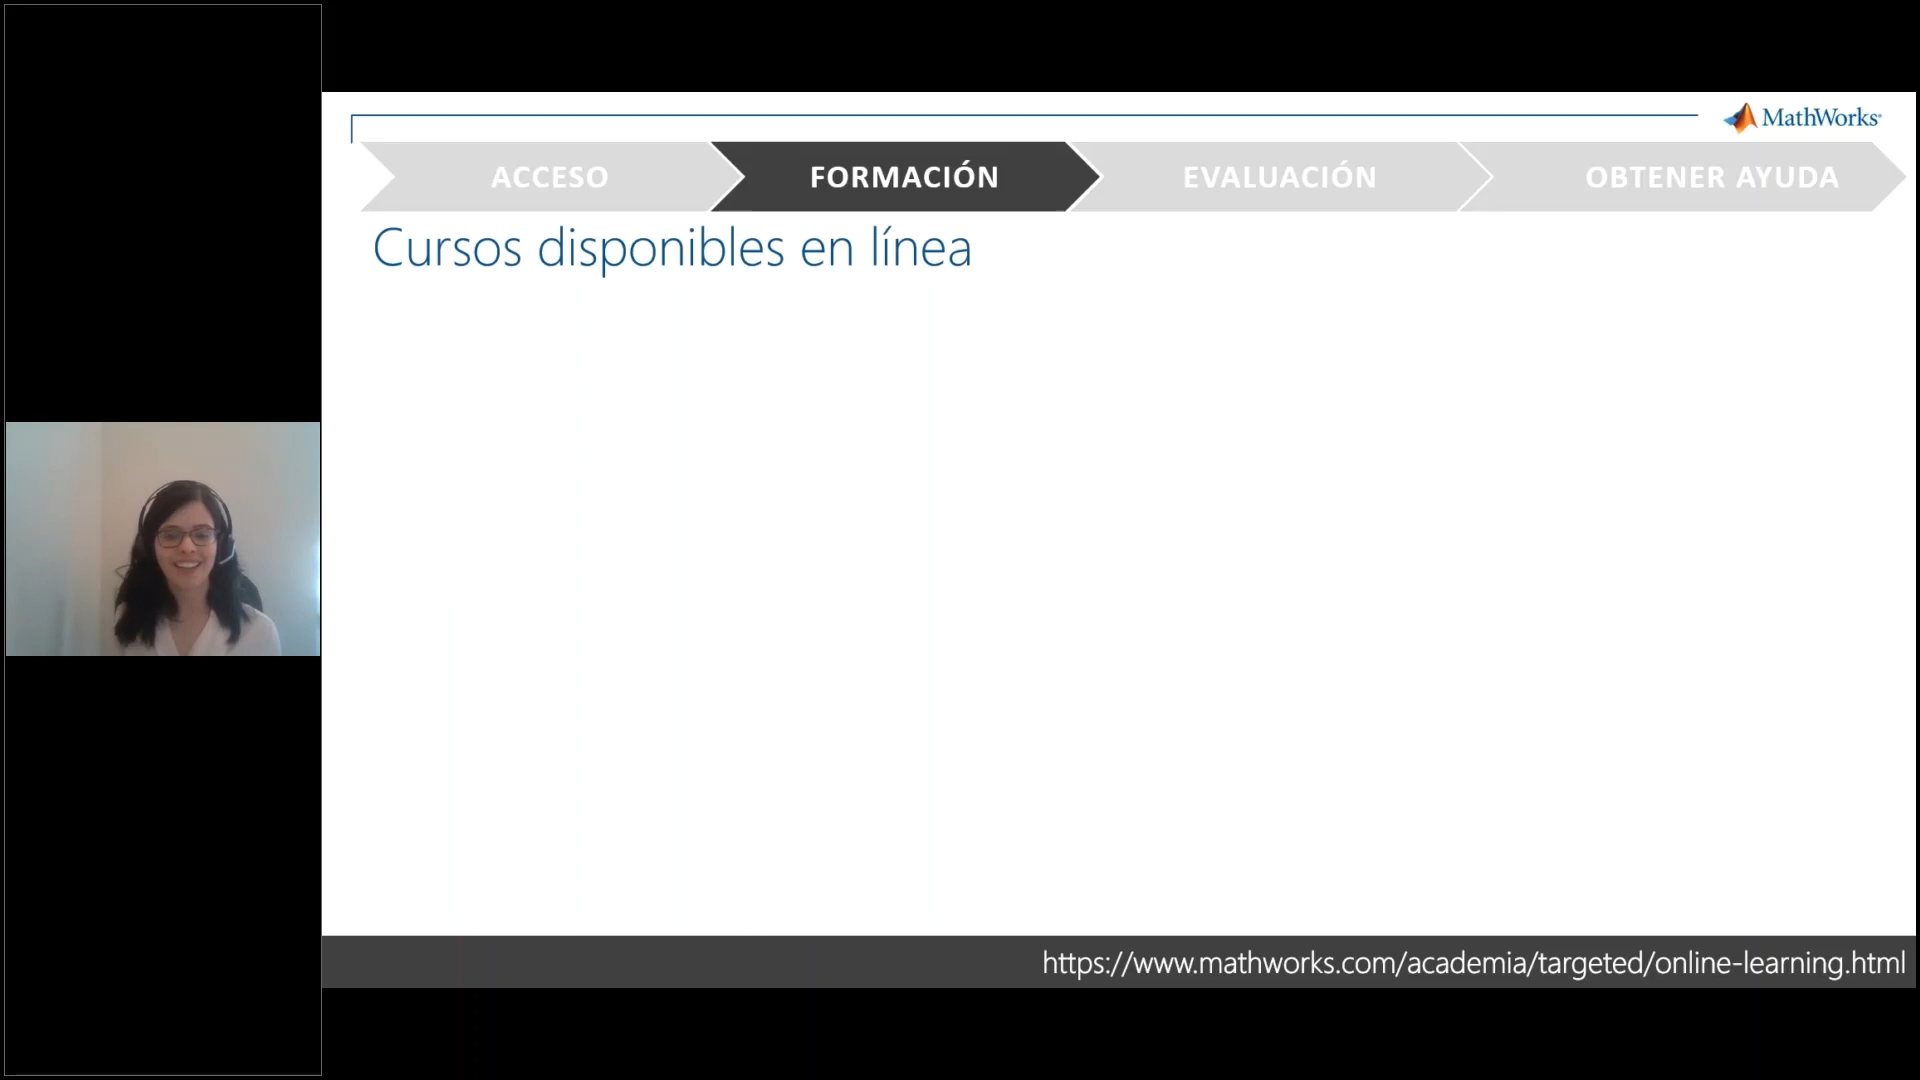 MathWorks®
ACCESO
FORMACIÓN
EVALUACIÓN
OBTENER AYUDA
Cursos disponibles en línea
https://www.mathworks.com/academia/targeted/online-learning.html